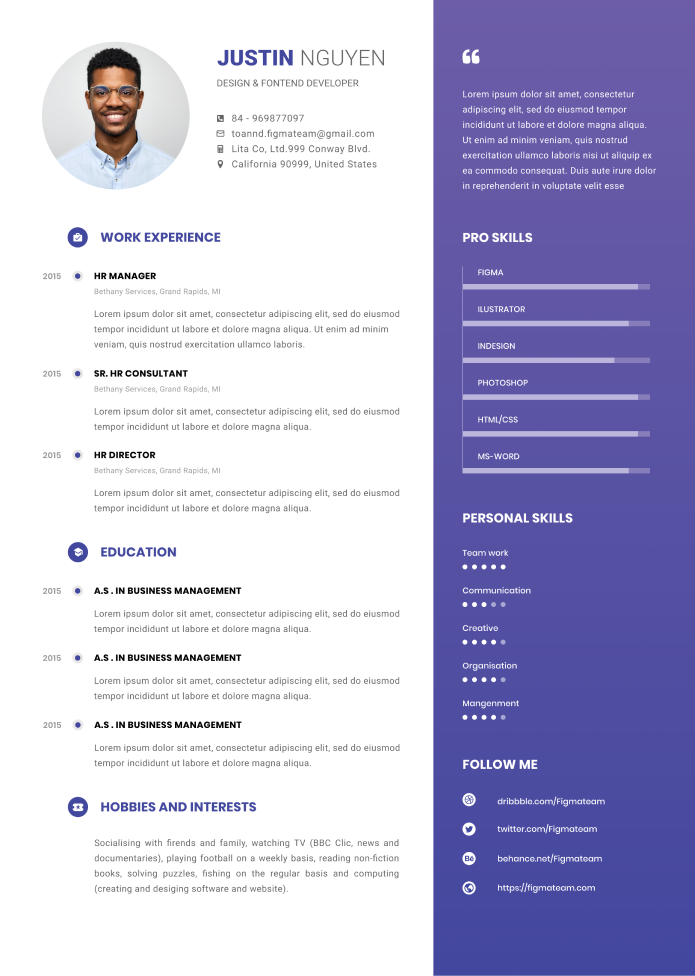 JUSTIN NGUYEN
DESIGN & FONTEND DEVELOPER
84 - 969877097
toannd.figmateam@gmail.com
Lita Co, Ltd.999 Conway Blvd.
California 90999, United States
WORK EXPERIENCE
2015
HR MANAGER
Bethany Services, Grand Rapids, MI
Lorem ipsum dolor sit amet, consectetur adipiscing elit, sed do eiusmod
tempor incididunt ut labore et dolore magna aliqua. Ut enim ad minim
veniam, quis nostrud exercitation ullamco laboris.
2015
SR. HR CONSULTANT
Bethany Services, Grand Rapids, MI
Lorem ipsum dolor sit amet, consectetur adipiscing elit, sed do eiusmod
tempor incididunt ut labore et dolore magna aliqua.
2015
HR DIRECTOR
Bethany Services, Grand Rapids, MI
Lorem ipsum dolor sit amet, consectetur adipiscing elit, sed do eiusmod
tempor incididunt ut labore et dolore magna aliqua.
EDUCATION
2015
A.S . IN BUSINESS MANAGEMENT
Lorem ipsum dolor sit amet, consectetur adipiscing elit, sed do eiusmod
tempor incididunt ut labore et dolore magna aliqua.
2015
A.S . IN BUSINESS MANAGEMENT
Lorem ipsum dolor sit amet, consectetur adipiscing elit, sed do eiusmod
tempor incididunt ut labore et dolore magna aliqua.
2015
A.S . IN BUSINESS MANAGEMENT
Lorem ipsum dolor sit amet, consectetur adipiscing elit, sed do eiusmod
tempor incididunt ut labore et dolore magna aliqua.
HOBBIES AND INTERESTS
Socialising with firends and family, watching TV (BBC Clic, news and
documentaries), playing football on a weekly basis, reading non-fiction
books, solving puzzles, fishing on the regular basis and computing
(creating and desiging software and website).
“
Lorem ipsum dolor sit amet, consectetur
adipiscing elit, sed do eiusmod tempor
incididunt ut labore et dolore magna aliqua.
Ut enim ad minim veniam, quis nostrud
exercitation ullamco laboris nisi ut aliquip ex
ea commodo consequat. Duis aute irure dolor
in reprehenderit in voluptate velit esse
PRO SKILLS
FIGMA
ILUSTRATOR
INDESIGN
PHOTOSHOP
HTML/CSS
MS-WORD
PERSONAL SKILLS
Team work
Communication
Creative
Organisation
Mangenment
FOLLOW ME
dribbble.com/Figmateam
twitter.com/Figmateam
Bē behance.net/Figmateam
https://figmateam.com